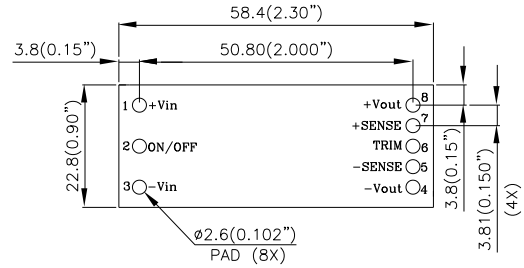 58.4(2.30")
3.8(0.15") 50.80(2.000")
1 +Vin +Vout 8
+SENSE 7
2 ON/OFF TRIM 6
-SENSE 5
3 -Vin -Vout 4
22.8(0.90")
3.8(0.15")
3.81(0.150")
(4X)
ø2.6(0.102")
PAD (8X)